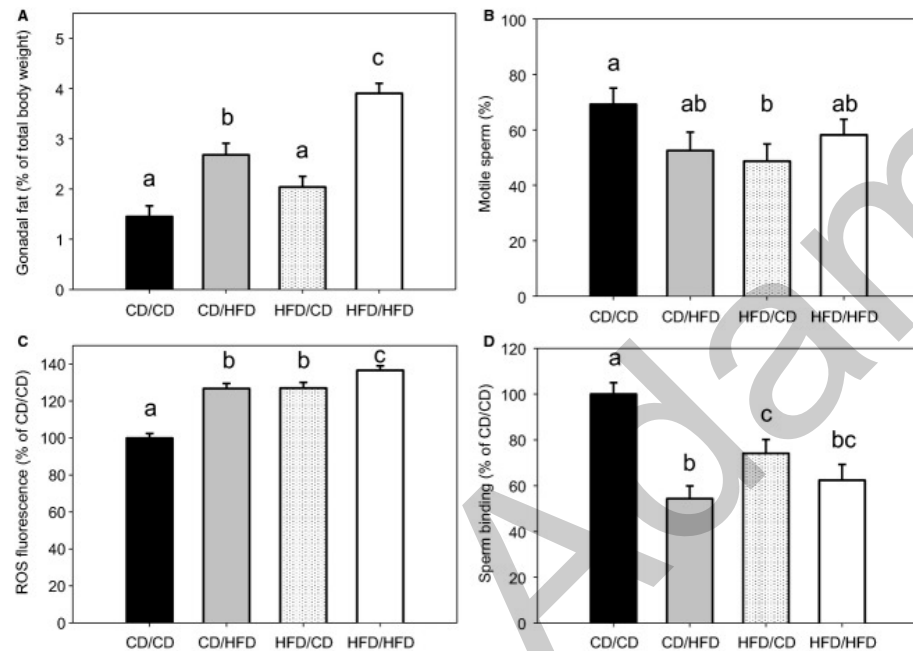 A
Gonadal fat (% of total body weight)
5
4
3
2
1
0
a
b
a
c
CD/CD CD/HFD HFD/CD HFD/HFD
B
Motile sperm (%)
100
80
60
40
20
0
a
ab
b
ab
CD/CD CD/HFD HFD/CD HFD/HFD
C
ROS fluorescence (% of CD/CD)
140
120
100
80
60
40
20
0
a
b
b
c
CD/CD CD/HFD HFD/CD HFD/HFD
D
Sperm binding (% of CD/CD)
120
100
80
60
40
20
0
a
b
c
bc
CD/CD CD/HFD HFD/CD HFD/HFD
Adam